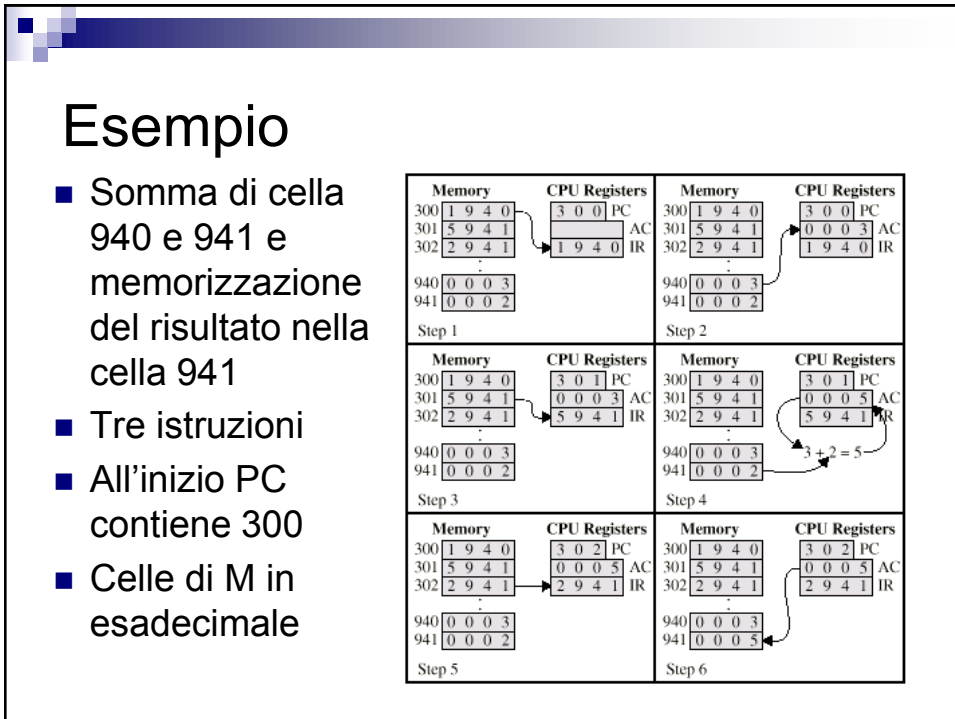 Esempio
Somma di cella
940 e 941 e
memorizzazione
del risultato nella
cella 941
Tre istruzioni
All'inizio PC
contiene 300
Celle di M in
esadecimale
Memory CPU Registers
300 1 9 4 0 3 0 0 PC
301 5 9 4 1 AC
302 2 9 4 1 1 9 4 0 IR
:
940 0 0 0 3
941 0 0 0 2
Step 1
Memory CPU Registers
300 1 9 4 0 3 0 0 PC
301 5 9 4 1 0 0 0 3 AC
302 2 9 4 1 1 9 4 0 IR
:
940 0 0 0 3
941 0 0 0 2
Step 2
Memory CPU Registers
300 1 9 4 0 3 0 1 PC
301 5 9 4 1 0 0 0 3 AC
302 2 9 4 1 5 9 4 1 IR
:
940 0 0 0 3
941 0 0 0 2
Step 3
Memory CPU Registers
300 1 9 4 0 3 0 1 PC
301 5 9 4 1 0 0 0 5 AC
302 2 9 4 1 5 9 4 1 IR
:
940 0 0 0 3 3 + 2 = 5
941 0 0 0 2
Step 4
Memory CPU Registers
300 1 9 4 0 3 0 2 PC
301 5 9 4 1 0 0 0 5 AC
302 2 9 4 1 2 9 4 1 IR
:
940 0 0 0 3
941 0 0 0 2
Step 5
Memory CPU Registers
300 1 9 4 0 3 0 2 PC
301 5 9 4 1 0 0 0 5 AC
302 2 9 4 1 2 9 4 1 IR
:
940 0 0 0 3
941 0 0 0 5
Step 6